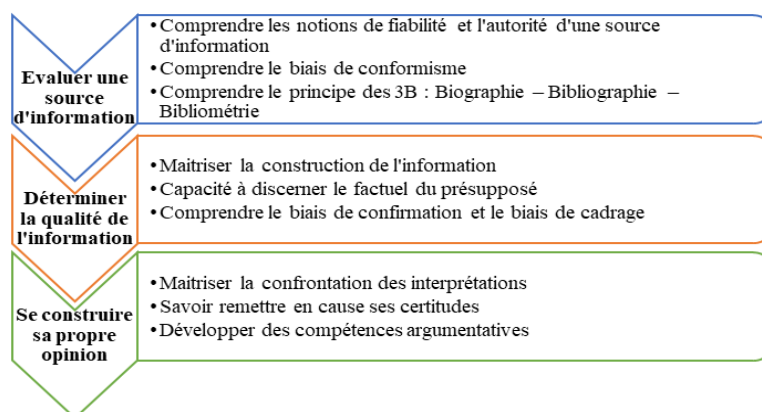 Evaluer une
source
d'information
• Comprendre les notions de fiabilité et l'autorité d'une source
d'information
• Comprendre le biais de conformisme
• Comprendre le principe des 3B : Biographie – Bibliographie –
Bibliométrie
Déterminer
la qualité de
l'information
• Maitriser la construction de l'information
• Capacité à discerner le factuel du présupposé
• Comprendre le biais de confirmation et le biais de cadrage
Se construire
sa propre
opinion
• Maitriser la confrontation des interprétations
• Savoir remettre en cause ses certitudes
• Développer des compétences argumentatives